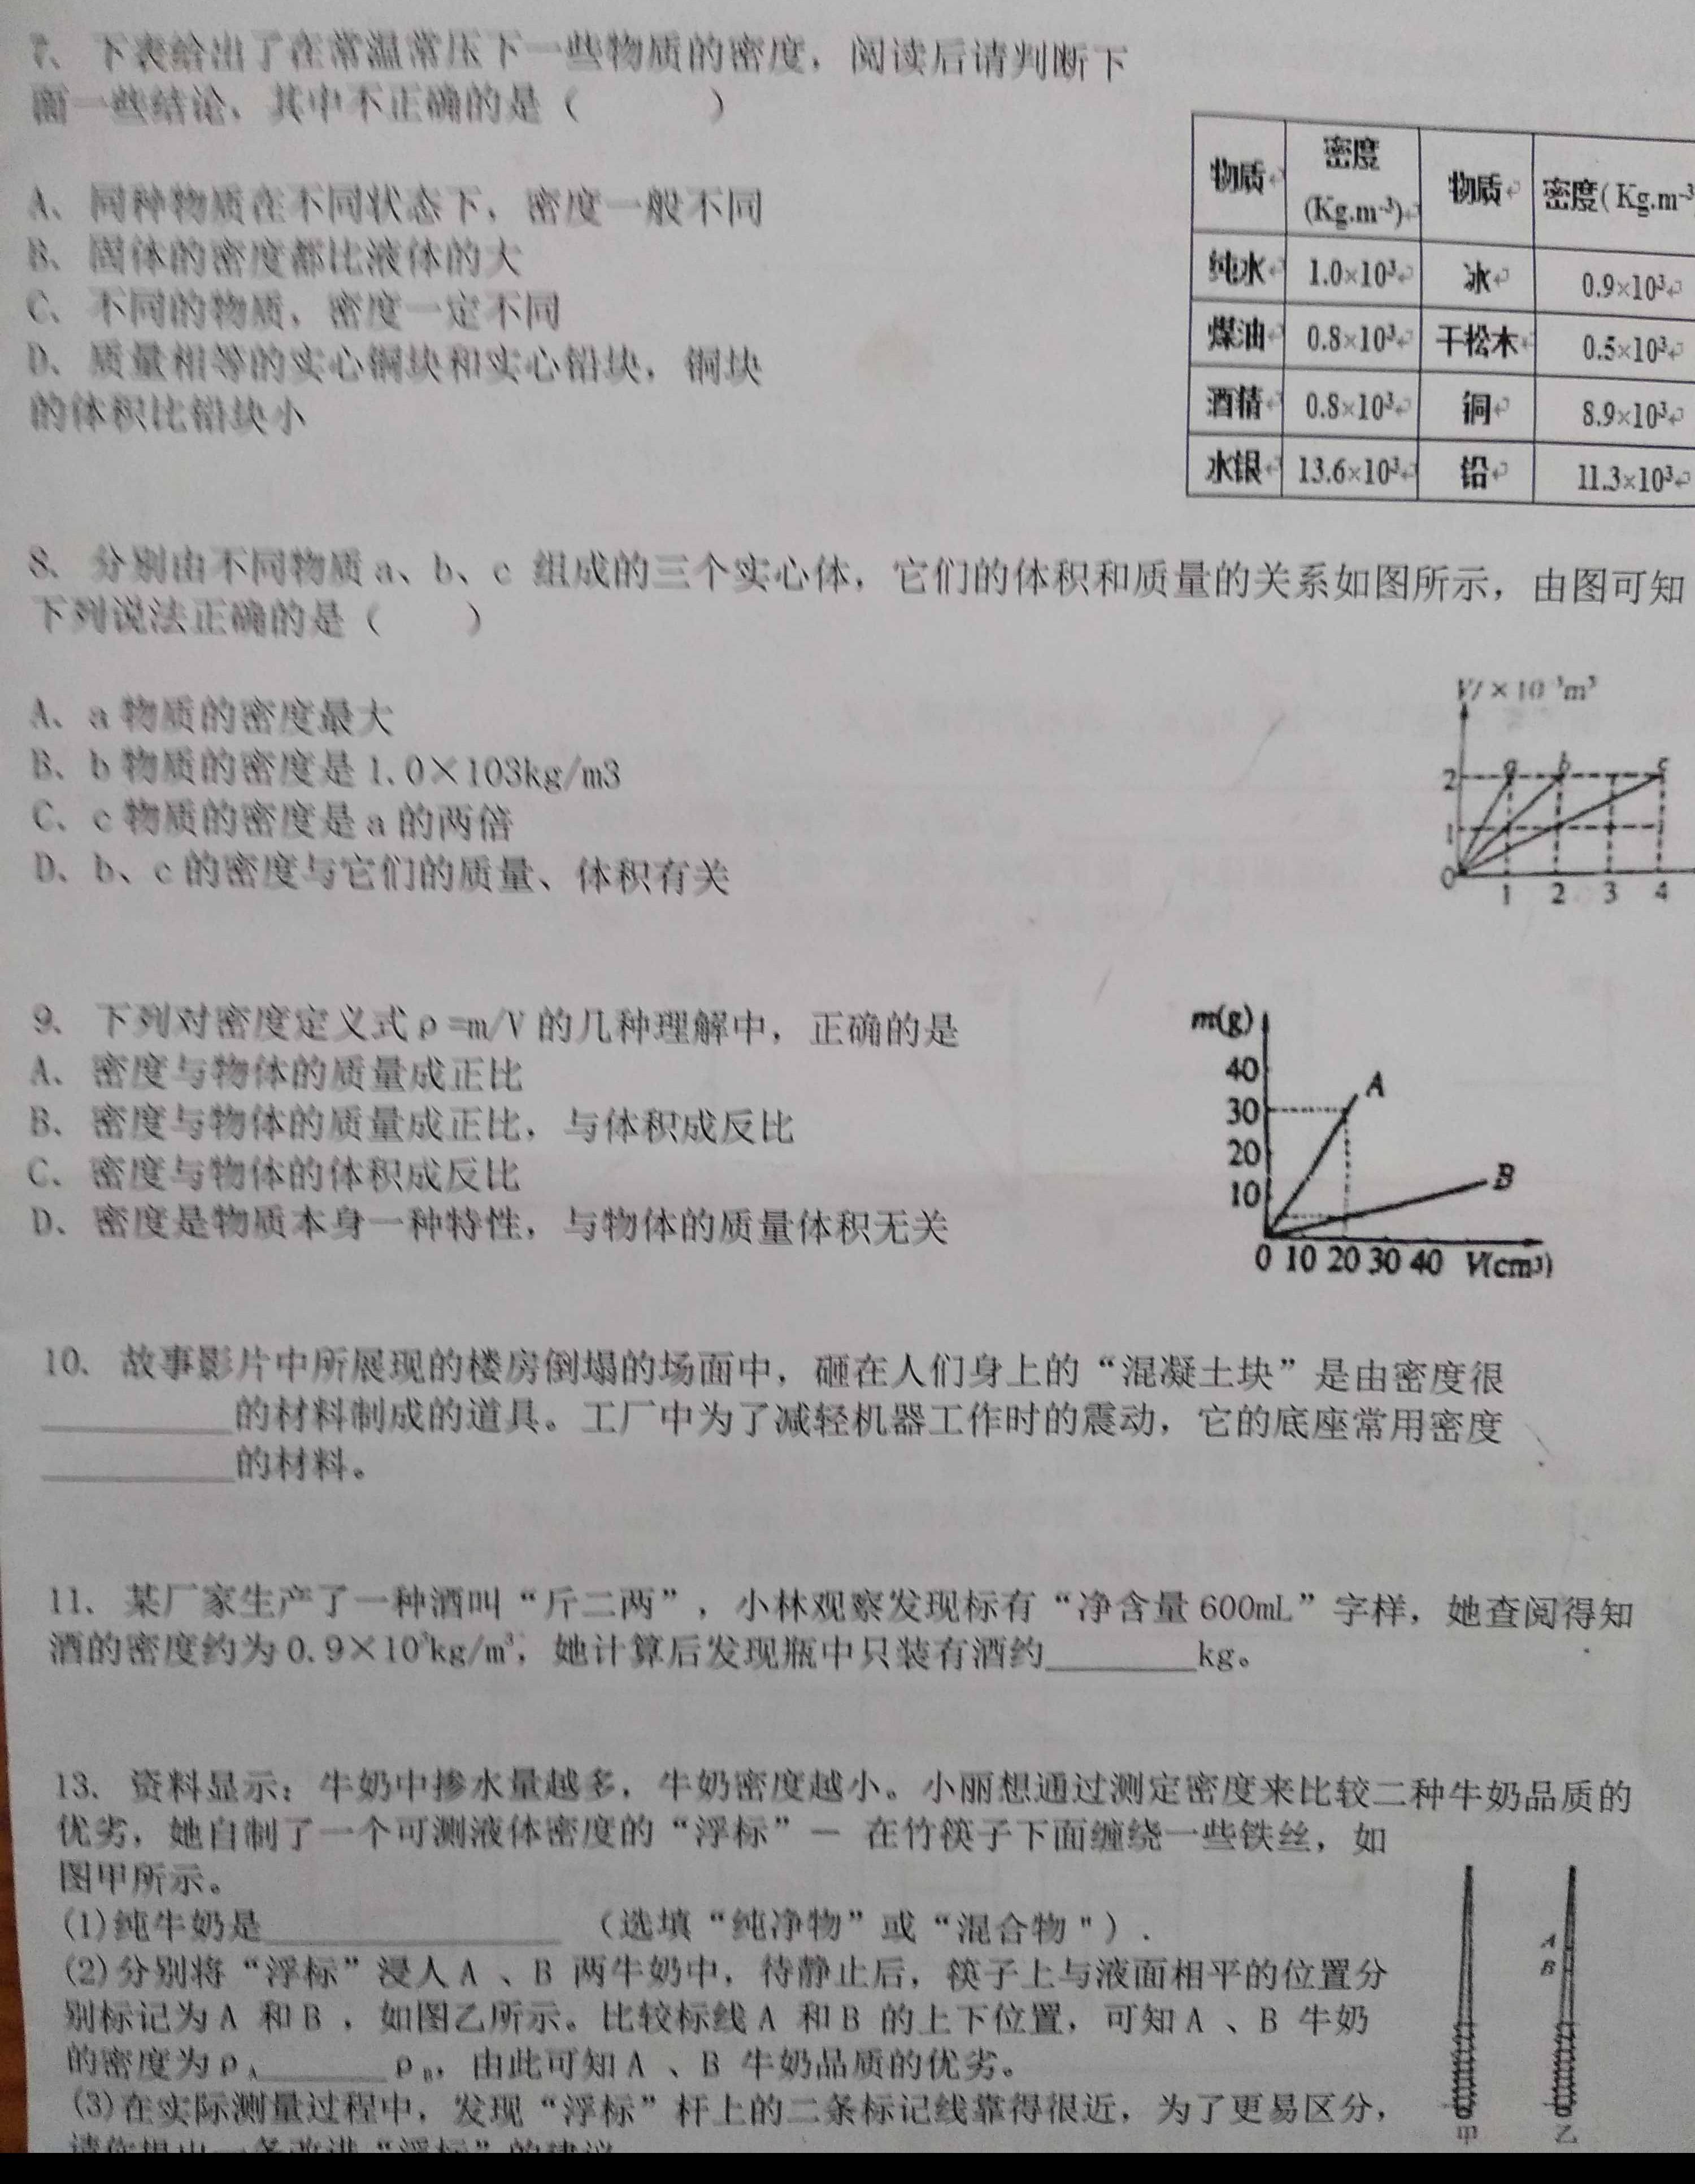 7、下表给出了在常温常压下一些物质的密度，阅读后请判断下
面一些结论，其中不正确的是（　　）
A、同种物质在不同状态下，密度一般不同
B、固体的密度都比液体的大
C、不同的物质，密度一定不同
D、质量相等的实心铜块和实心铅块，铜块
的体积比铅块小
物质 密度(Kg.m-3) 物质 密度(Kg.m-3
纯水 1.0×10³ 冰 0.9×10³
煤油 0.8×10³ 干松木 0.5×10³
酒精 0.8×10³ 铜 8.9×10³
水银 13.6×10³ 铅 11.3×10³
8、分别由不同物质a、b、c 组成的三个实心体，它们的体积和质量的关系如图所示，由图可知
下列说法正确的是（　　）
A、a 物质的密度最大
B、b 物质的密度是 1.0×103kg/m3
C、c 物质的密度是 a 的两倍
D、b、c 的密度与它们的质量、体积有关
V/×10⁻³m³
2 a b c
1
0 1 2 3 4
9、下列对密度定义式ρ=m/V 的几种理解中，正确的是
A、密度与物体的质量成正比
B、密度与物体的质量成正比，与体积成反比
C、密度与物体的体积成反比
D、密度是物质本身一种特性，与物体的质量体积无关
m(g)
40
30
20
10
A
B
0 10 20 30 40 V(cm³)
10. 故事影片中所展现的楼房倒塌的场面中，砸在人们身上的“混凝土块”是由密度很
________的材料制成的道具。工厂中为了减轻机器工作时的震动，它的底座常用密度
________的材料。
11、某厂家生产了一种酒叫“斤二两”，小林观察发现标有“净含量 600mL”字样，她查阅得知
酒的密度约为 0.9×10³kg/m³，她计算后发现瓶中只装有酒约______kg。
13. 资料显示：牛奶中掺水量越多，牛奶密度越小。小丽想通过测定密度来比较二种牛奶品质的
优劣，她自制了一个可测液体密度的“浮标”— 在竹筷子下面缠绕一些铁丝，如
图甲所示。
(1)纯牛奶是____________（选填“纯净物”或“混合物"）.
(2)分别将“浮标”浸人 A 、B 两牛奶中，待静止后，筷子上与液面相平的位置分
别标记为 A 和 B ，如图乙所示。比较标线 A 和 B 的上下位置，可知 A 、B 牛奶
的密度为ρA______ρB，由此可知 A 、B 牛奶品质的优劣。
(3)在实际测量过程中，发现“浮标”杆上的二条标记线靠得很近，为了更易区分，
A
B
甲 乙